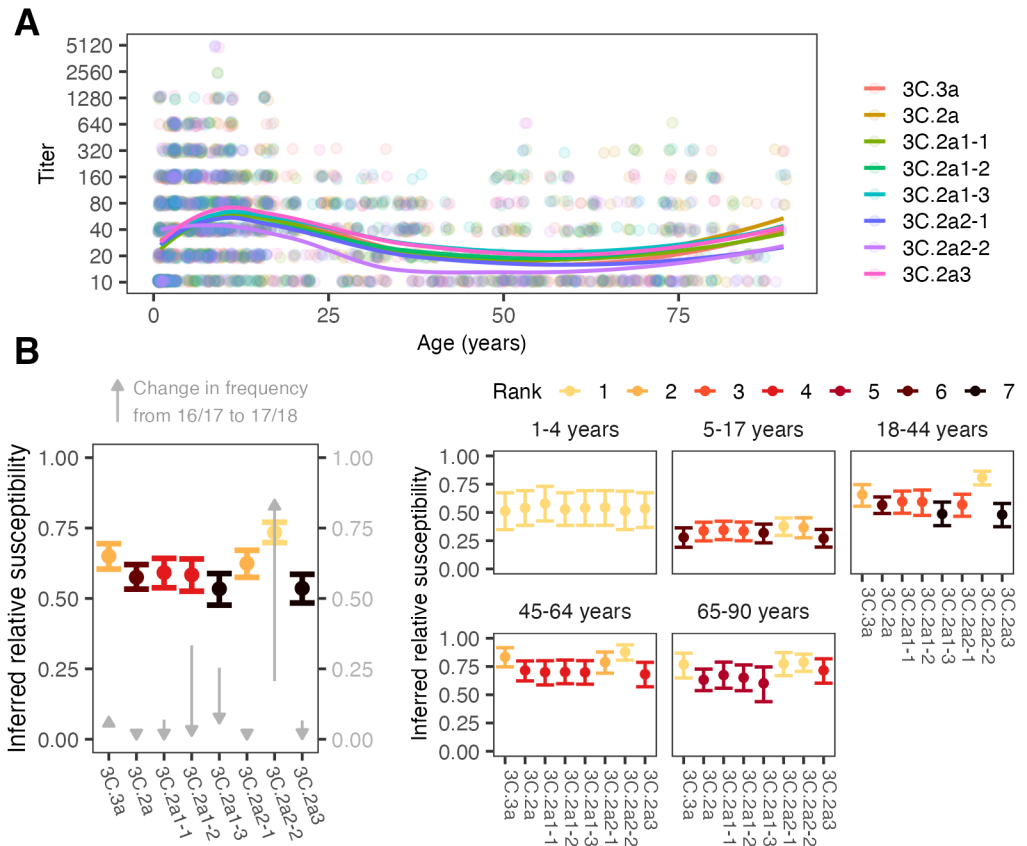 A
Titer
5120
2560
1280
640
320
160
80
40
20
10
0
25
50
75
Age (years)
3C.3a
3C.2a
3C.2a1-1
3C.2a1-2
3C.2a1-3
3C.2a2-1
3C.2a2-2
3C.2a3
B
Change in frequency
from 16/17 to 17/18
Inferred relative susceptibility
1.00
0.75
0.50
0.25
0.00
1.00
0.75
0.50
0.25
0.00
3C.3a
3C.2a
3C.2a1-1
3C.2a1-2
3C.2a1-3
3C.2a2-1
3C.2a2-2
3C.2a3
Rank 1 2 3 4 5 6 7
Inferred relative susceptibility
1-4 years
5-17 years
18-44 years
1.00
0.75
0.50
0.25
0.00
3C.3a
3C.2a
3C.2a1-1
3C.2a1-2
3C.2a1-3
3C.2a2-1
3C.2a2-2
3C.2a3
45-64 years
65-90 years
1.00
0.75
0.50
0.25
0.00
3C.3a
3C.2a
3C.2a1-1
3C.2a1-2
3C.2a1-3
3C.2a2-1
3C.2a2-2
3C.2a3
3C.3a
3C.2a
3C.2a1-1
3C.2a1-2
3C.2a1-3
3C.2a2-1
3C.2a2-2
3C.2a3